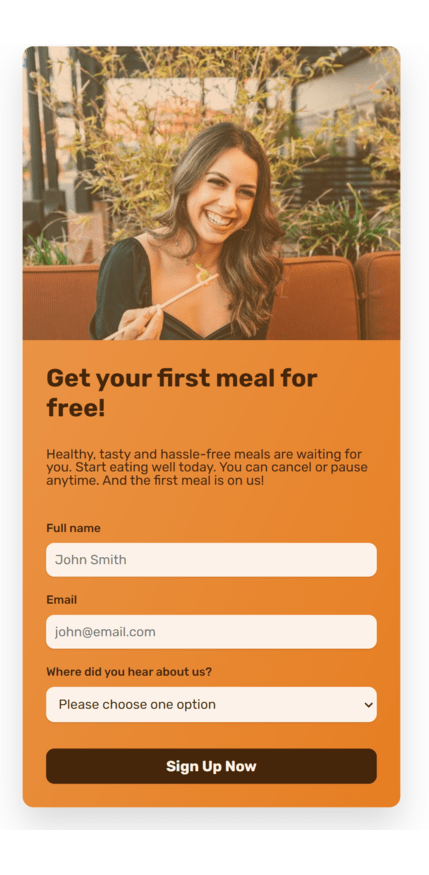 Get your first meal for
free!
Healthy, tasty and hassle-free meals are waiting for
you. Start eating well today. You can cancel or pause
anytime. And the first meal is on us!
Full name
John Smith
Email
john@email.com
Where did you hear about us?
Please choose one option
Sign Up Now